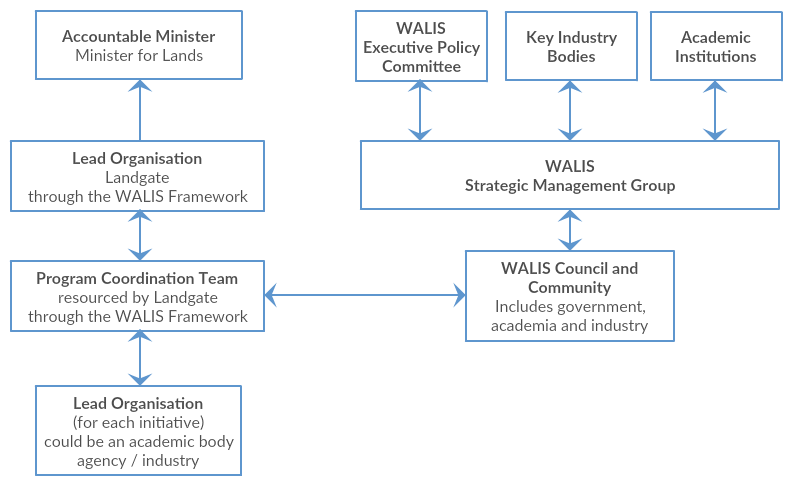 Accountable Minister
Minister for Lands
WALIS
Executive Policy
Committee
Key Industry
Bodies
Academic
Institutions
Lead Organisation
Landgate
through the WALIS Framework
WALIS
Strategic Management Group
Program Coordination Team
resourced by Landgate
through the WALIS Framework
WALIS Council and
Community
Includes government,
academia and industry
Lead Organisation
(for each initiative)
could be an academic body
agency / industry